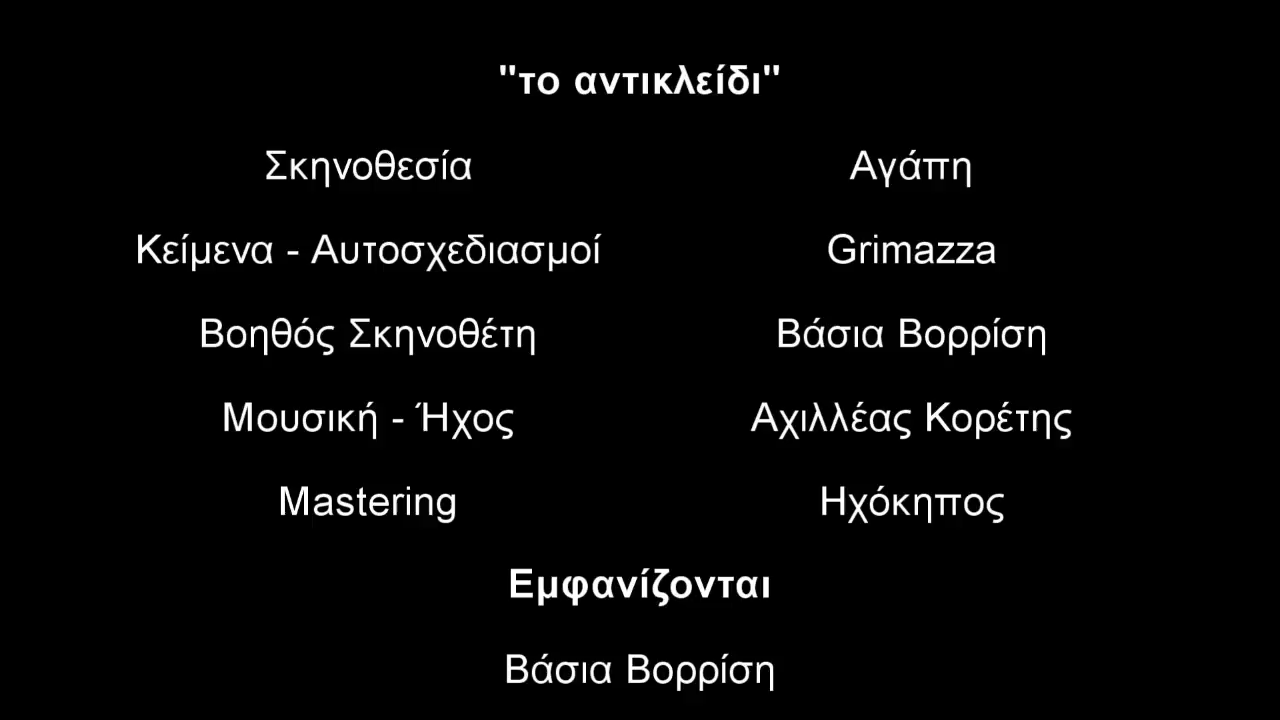 "το αντικλείδι"
Σκηνοθεσία Αγάπη
Κείμενα - Αυτοσχεδιασμοί Grimazza
Βοηθός Σκηνοθέτη Βάσια Βορρίση
Μουσική - Ήχος Αχιλλέας Κορέτης
Mastering Ηχόκηπος
Εμφανίζονται
Βάσια Βορρίση